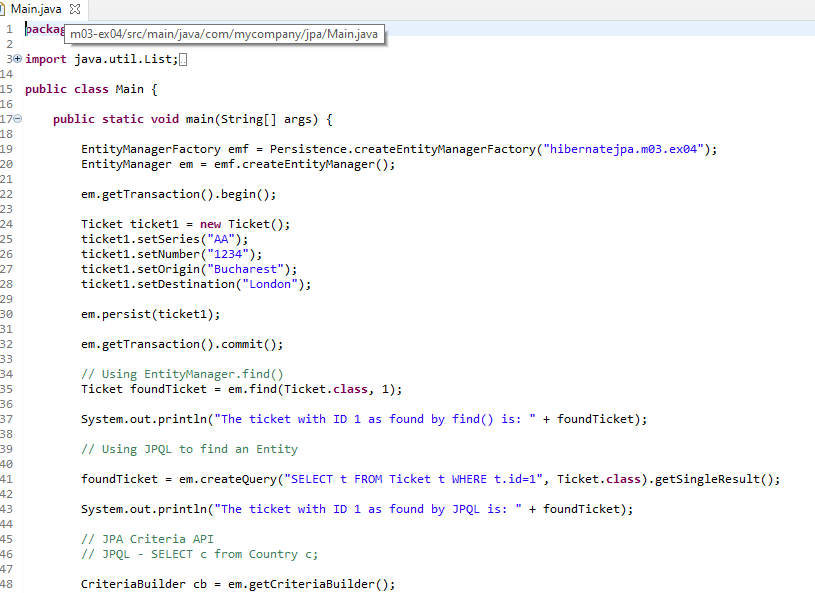 Main.java
1 packag
m03-ex04/src/main/java/com/mycompany/jpa/Main.java
2
3 import java.util.List;
14
15 public class Main {
16
17 public static void main(String[] args) {
18
19 EntityManagerFactory emf = Persistence.createEntityManagerFactory("hibernatejpa.m03.ex04");
20 EntityManager em = emf.createEntityManager();
21
22 em.getTransaction().begin();
23
24 Ticket ticket1 = new Ticket();
25 ticket1.setSeries("AA");
26 ticket1.setNumber("1234");
27 ticket1.setOrigin("Bucharest");
28 ticket1.setDestination("London");
29
30 em.persist(ticket1);
31
32 em.getTransaction().commit();
33
34 // Using EntityManager.find()
35 Ticket foundTicket = em.find(Ticket.class, 1);
36
37 System.out.println("The ticket with ID 1 as found by find() is: " + foundTicket);
38
39 // Using JPQL to find an Entity
40
41 foundTicket = em.createQuery("SELECT t FROM Ticket t WHERE t.id=1", Ticket.class).getSingleResult();
42
43 System.out.println("The ticket with ID 1 as found by JPQL is: " + foundTicket);
44
45 // JPA Criteria API
46 // JPQL - SELECT c from Country c;
47
48 CriteriaBuilder cb = em.getCriteriaBuilder();